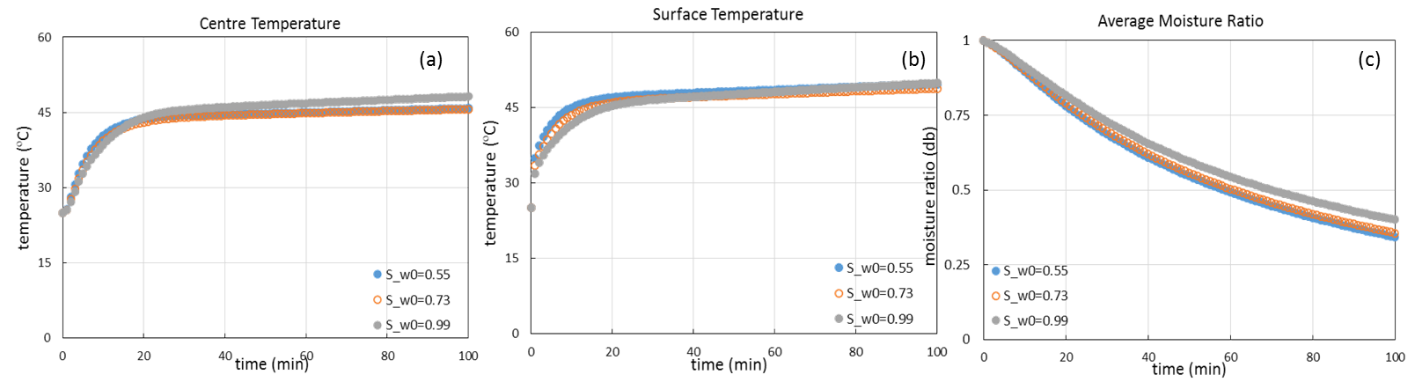 Centre Temperature
(a)
temperature (°C)
60
45
30
15
0
S_w0=0.55
S_w0=0.73
S_w0=0.99
0 20 40 60 80 100
time (min)
Surface Temperature
(b)
temperature (°C)
60
45
30
15
0
S_w0=0.55
S_w0=0.73
S_w0=0.99
0 20 40 60 80 100
time (min)
Average Moisture Ratio
(c)
moisture ratio (db)
1
0.75
0.5
0.25
0
S_w0=0.55
S_w0=0.73
S_w0=0.99
0 20 40 60 80 100
time (min)